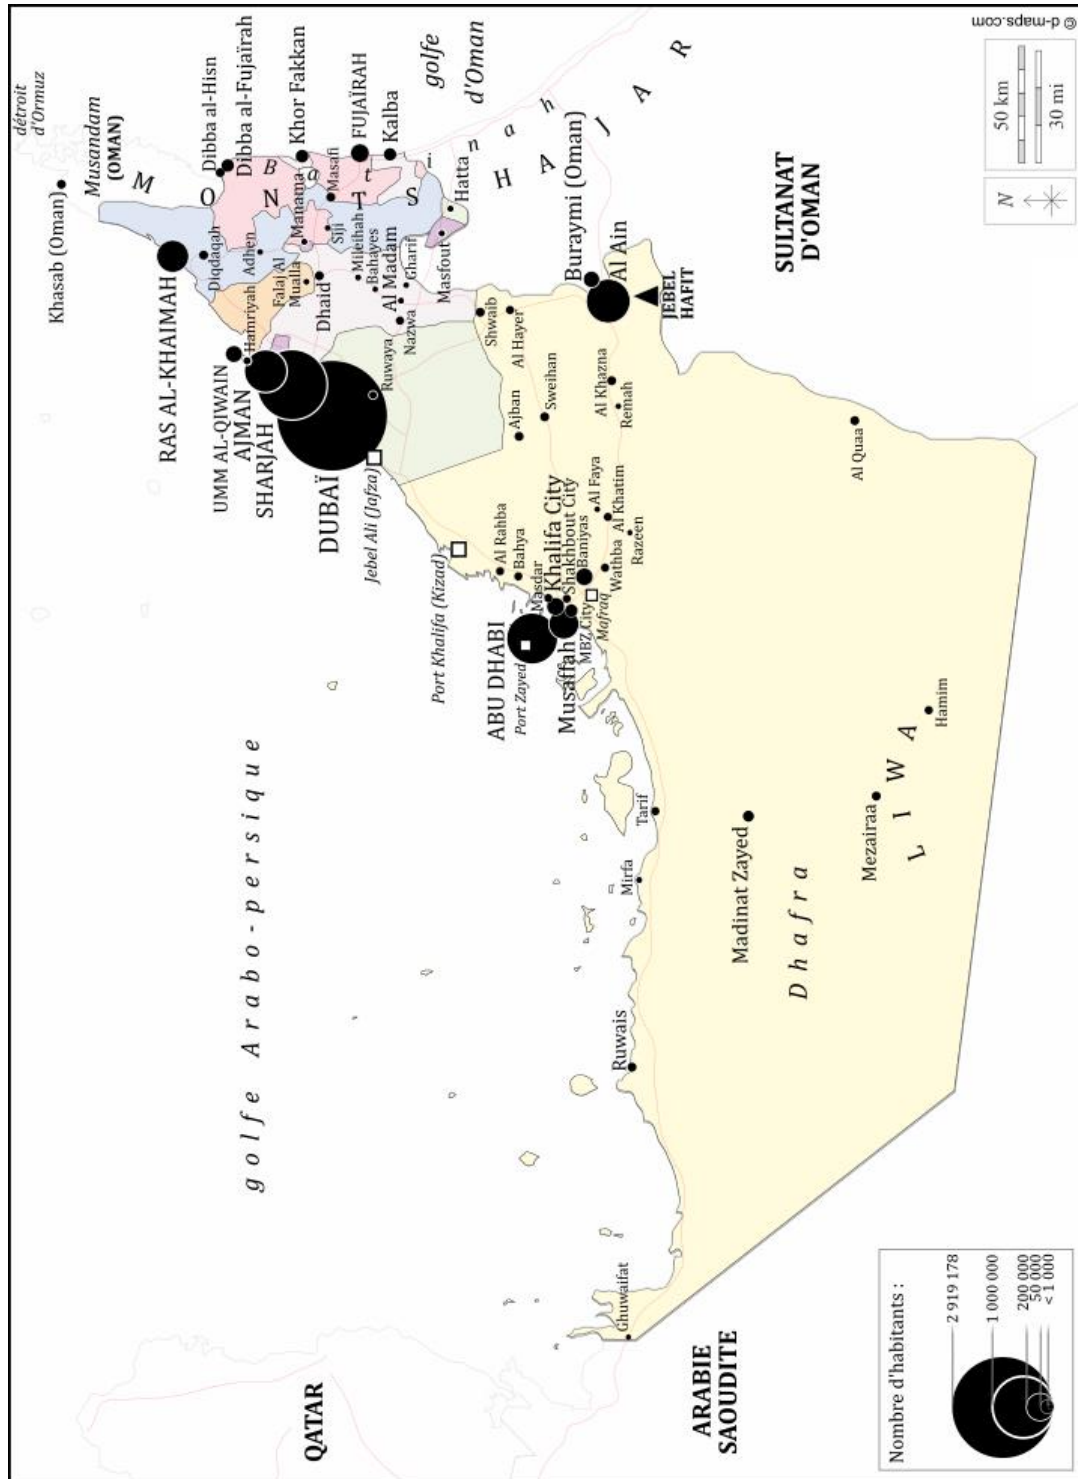 © d-maps.com
détroit
d'Ormuz
Khasab (Oman)
Musandam
(OMAN)
golfe Arabo-persique
golfe
d'Oman
QATAR
ARABIE
SAOUDITE
SULTANAT
D'OMAN
MONTS
HAJAR
Batinah
RAS AL-KHAIMAH
UMM AL-QIWAIN
AJMAN
SHARJAH
DUBAÏ
Jebel Ali (Jafza)
Port Khalifa (Kizad)
ABU DHABI
Port Zayed
Dibba al-Hisn
Dibba al-Fujaïrah
Khor Fakkan
FUJAÏRAH
Kalba
Diqdaqah
Adhen
Hamriyah
Falaj Al
Mualla
Manama
Masafi
Siji
Dhaid
Mileihah
Bahayes
Al Madam
Gharif
Nazwa
Ruwaya
Hatta
Masfout
Shwaib
Al Hayer
Buraymi (Oman)
Al Ain
JEBEL
HAFIT
Ajban
Sweihan
Al Khazna
Remah
Al Rahba
Bahya
Masdar
Khalifa City
Shakhbout City
Baniyas
Musaffah
MBZ City
Mafraq
Wathba
Al Faya
Al Khatim
Razeen
Al Quaa
Tarif
Mirfa
Ruwais
Ghuwaifat
Madinat Zayed
Dhafra
Mezairaa
LIWA
Hamim
N
50 km
30 mi
Nombre d'habitants :
2 919 178
1 000 000
200 000
50 000
< 1 000